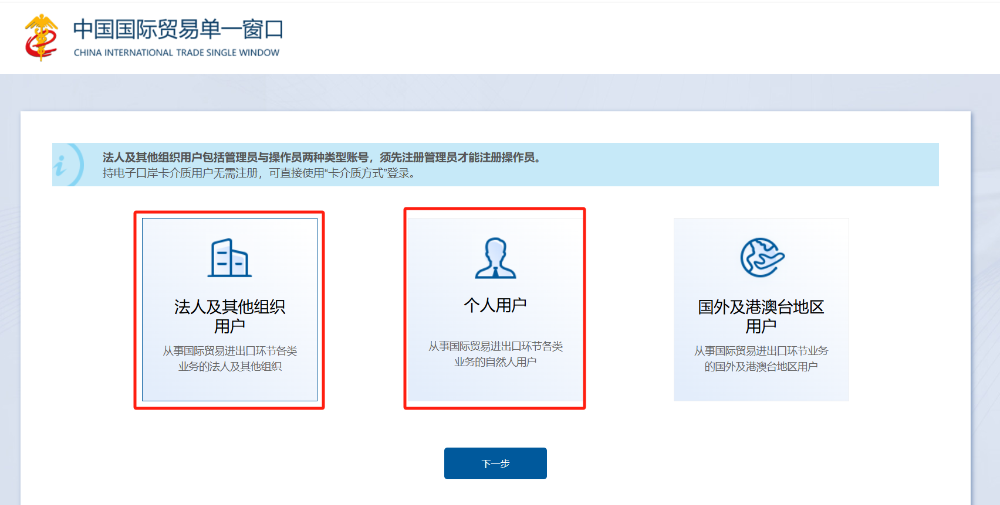 中国国际贸易单一窗口
CHINA INTERNATIONAL TRADE SINGLE WINDOW
法人及其他组织用户包括管理员与操作员两种类型账号，须先注册管理员才能注册操作员。
持电子口岸卡介质用户无需注册，可直接使用“卡介质方式”登录。
法人及其他组织
用户
从事国际贸易进出口环节各类
业务的法人及其他组织
个人用户
从事国际贸易进出口环节各类
业务的自然人用户
国外及港澳台地区
用户
从事国际贸易进出口环节业务
的国外及港澳台地区用户
下一步